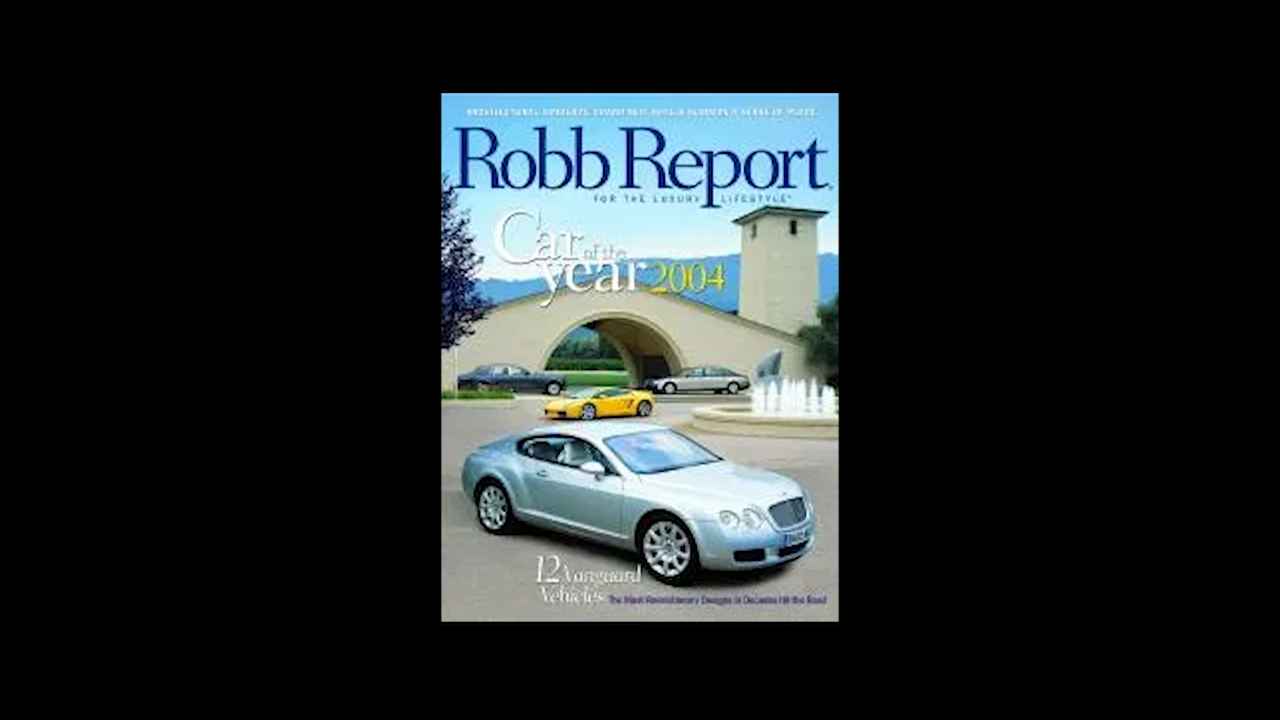 Robb Report
FOR THE LUXURY LIFESTYLE
Car of the
year 2004
12 Vanguard
Vehicles The Most Revolutionary Designs in Decades Hit the Road